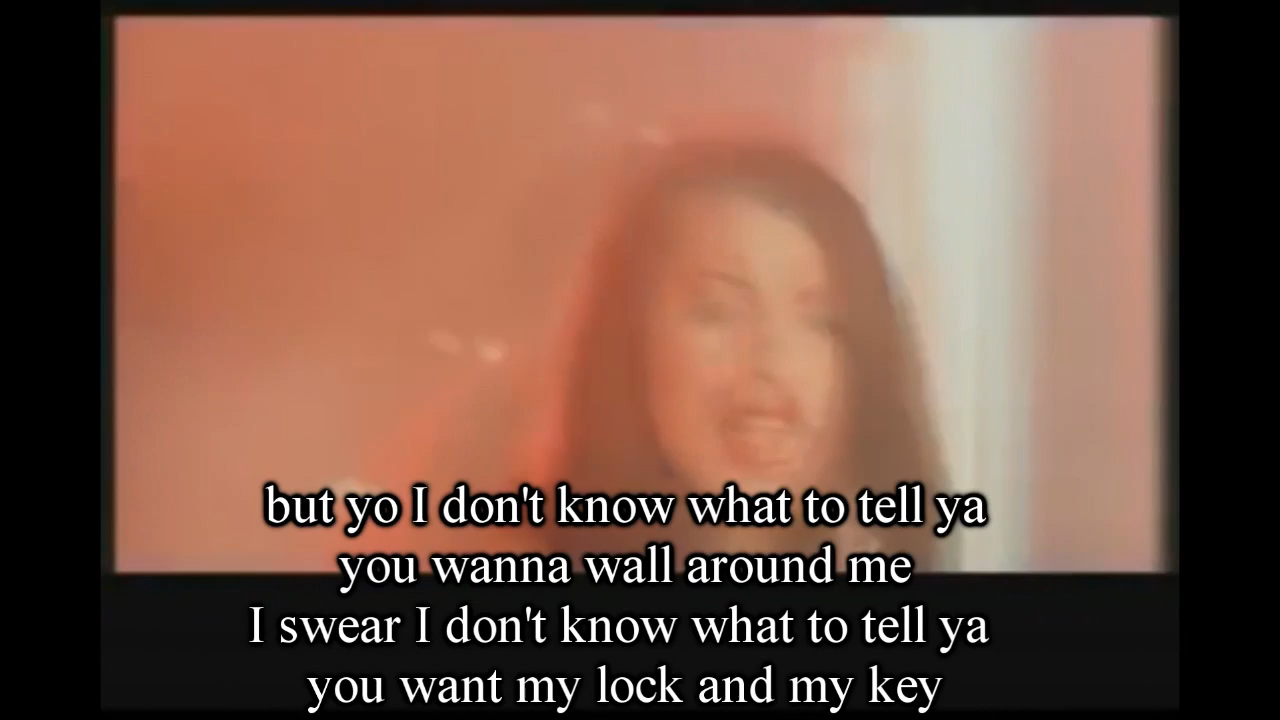 but yo I don't know what to tell ya
you wanna wall around me
I swear I don't know what to tell ya
you want my lock and my key